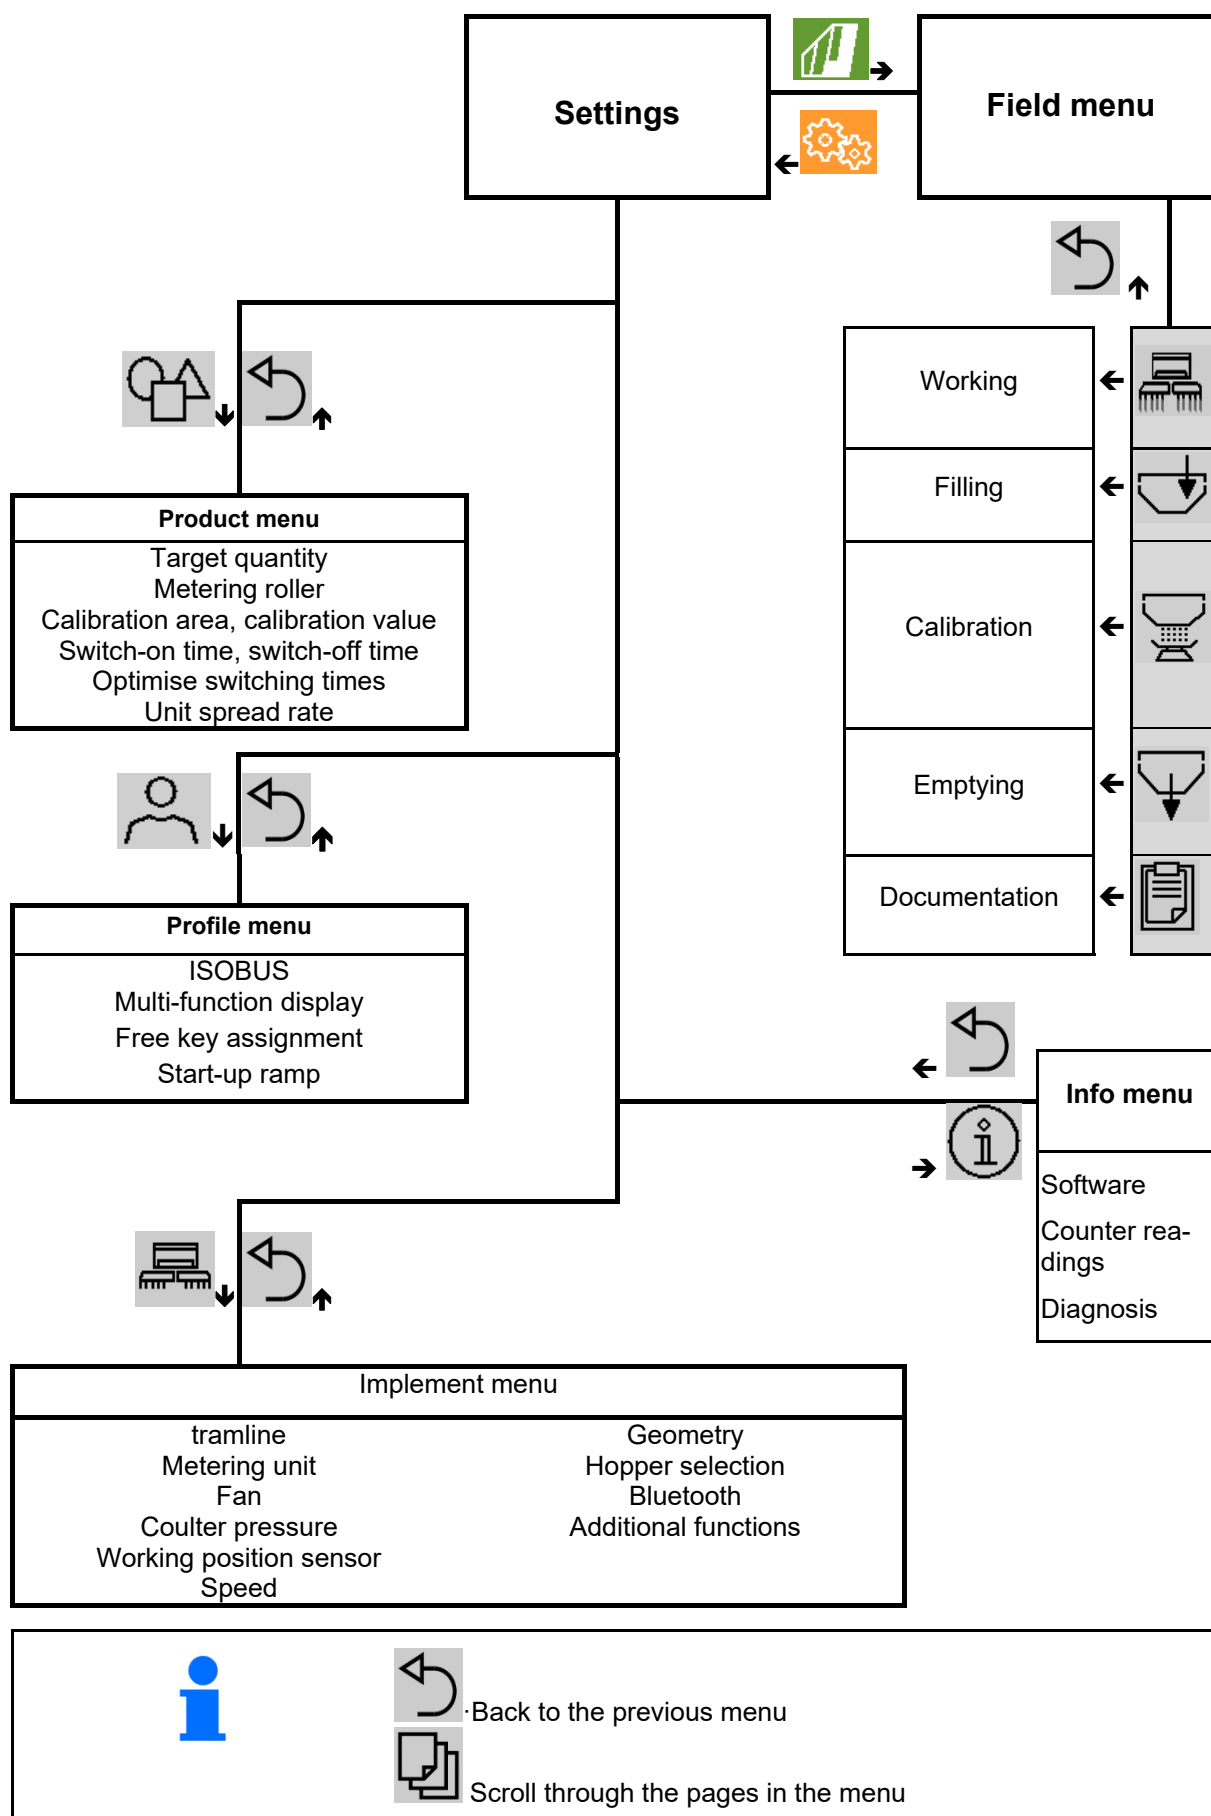 Settings
Field menu
Working
Filling
Calibration
Emptying
Documentation
Product menu
Target quantity
Metering roller
Calibration area, calibration value
Switch-on time, switch-off time
Optimise switching times
Unit spread rate
Profile menu
ISOBUS
Multi-function display
Free key assignment
Start-up ramp
Info menu
Software
Counter rea-
dings
Diagnosis
Implement menu
tramline
Metering unit
Fan
Coulter pressure
Working position sensor
Speed
Geometry
Hopper selection
Bluetooth
Additional functions
·Back to the previous menu
Scroll through the pages in the menu